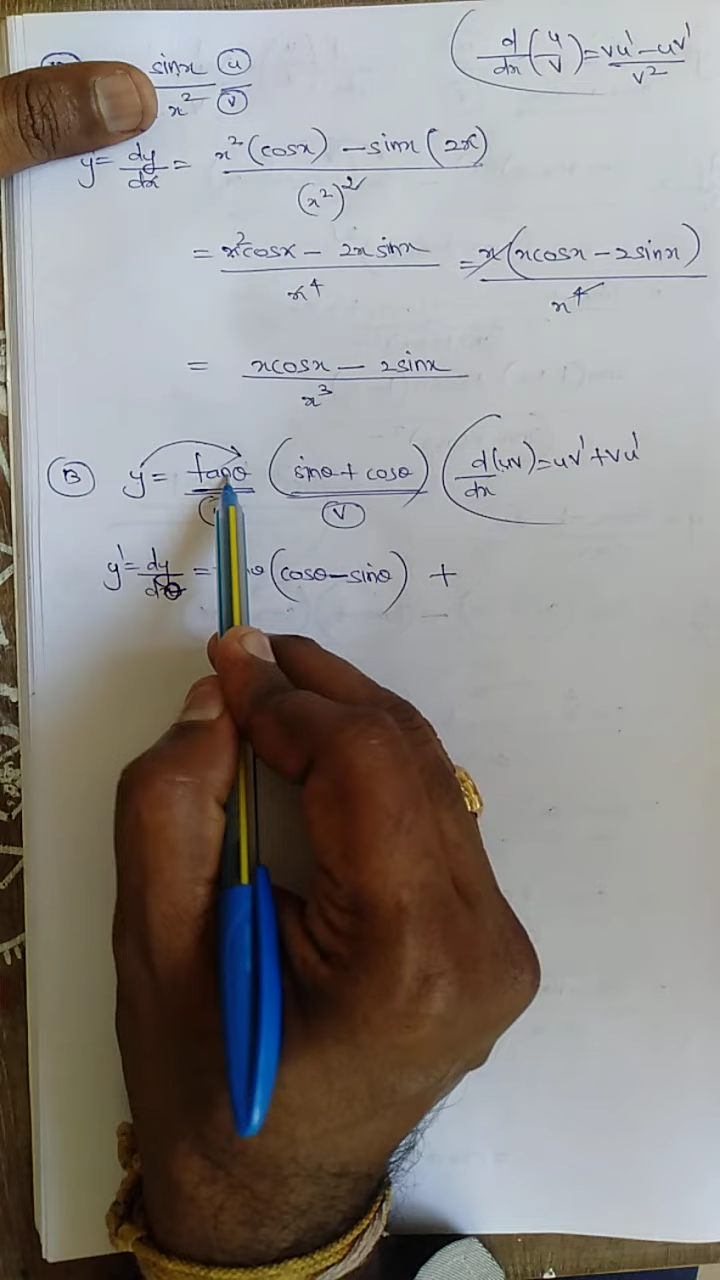 sinx (u) d/dx (u/v) = vu' - uv' / v²
x² (v)
y' = dy/dx = x²(cosx) - sinx(2x) / (x²)²
= x²cosx - 2x sinx / x⁴ = x(xcosx - 2sinx) / x⁴
= xcosx - 2sinx / x³
(13) y = tanθ (sinθ + cosθ) d/dx (uv) = uv' + vu'
(v)
y' = dy/dθ = θ (cosθ - sinθ) +